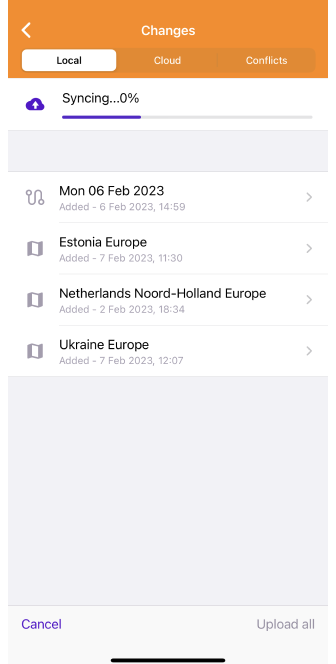 Changes
Local
Cloud
Conflicts
Syncing...0%
Mon 06 Feb 2023
Added - 6 Feb 2023, 14:59
Estonia Europe
Added - 7 Feb 2023, 11:30
Netherlands Noord-Holland Europe
Added - 2 Feb 2023, 18:34
Ukraine Europe
Added - 7 Feb 2023, 12:07
Cancel
Upload all